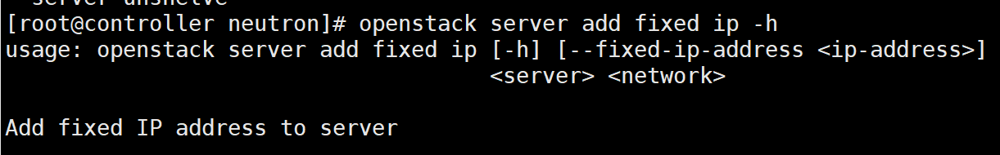 server unshelve
[root@controller neutron]# openstack server add fixed ip -h
usage: openstack server add fixed ip [-h] [--fixed-ip-address <ip-address>]
<server> <network>
Add fixed IP address to server